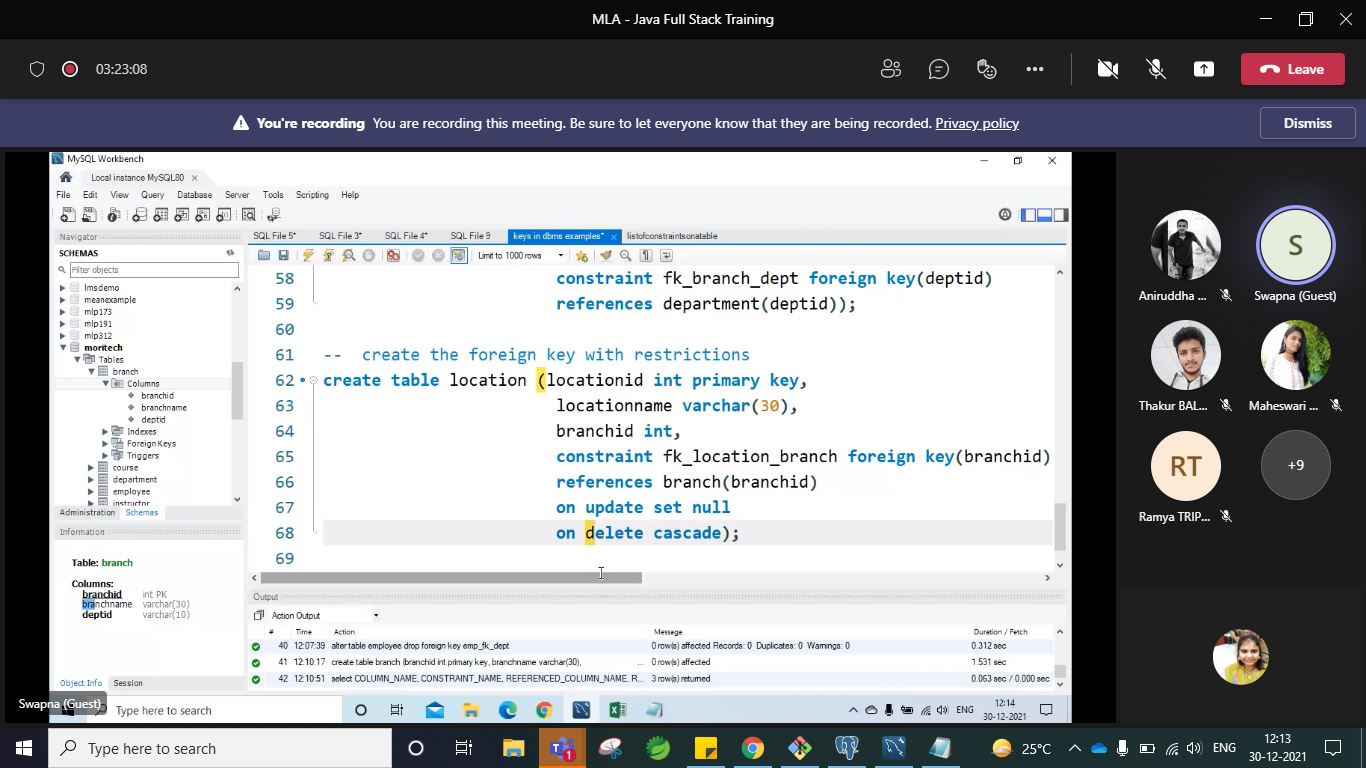 MLA - Java Full Stack Training
03:23:08
Leave
You're recording You are recording this meeting. Be sure to let everyone know that they are being recorded. Privacy policy
Dismiss
MySQL Workbench
Local instance MySQL80
File Edit View Query Database Server Tools Scripting Help
Navigator
SCHEMAS
Filter objects
lmsdemo
meanexample
mlp173
mlp191
mlp312
moritech
Tables
branch
Columns
branchid
branchname
deptid
Indexes
Foreign Keys
Triggers
course
department
employee
instructor
Administration Schemas
Information
Table: branch
Columns:
branchid int PK
branchname varchar(30)
deptid varchar(10)
Object Info Session
SQL File 5* SQL File 3* SQL File 4* SQL File 9 keys in dbms examples* listofconstraintsonatable
Limit to 1000 rows
58 constraint fk_branch_dept foreign key(deptid)
59 references department(deptid));
60
61 -- create the foreign key with restrictions
62 create table location (locationid int primary key,
63 locationname varchar(30),
64 branchid int,
65 constraint fk_location_branch foreign key(branchid)
66 references branch(branchid)
67 on update set null
68 on delete cascade);
69
Output
Action Output
# Time Action Message Duration / Fetch
40 12:07:39 alter table employee drop foreign key emp_fk_dept 0 row(s) affected Records: 0 Duplicates: 0 Warnings: 0 0.312 sec
41 12:10:17 create table branch (branchid int primary key, branchname varchar(30), ... 0 row(s) affected 1.531 sec
42 12:10:51 select COLUMN_NAME, CONSTRAINT_NAME, REFERENCED_COLUMN_NAME, R... 3 row(s) returned 0.063 sec / 0.000 sec
Swapna (Guest)
Type here to search
ENG
12:14
30-12-2021
Aniruddha ...
S
Swapna (Guest)
Thakur BAL...
Maheswari ...
RT
+9
Ramya TRIP...
Type here to search
1
25°C
ENG
12:13
30-12-2021